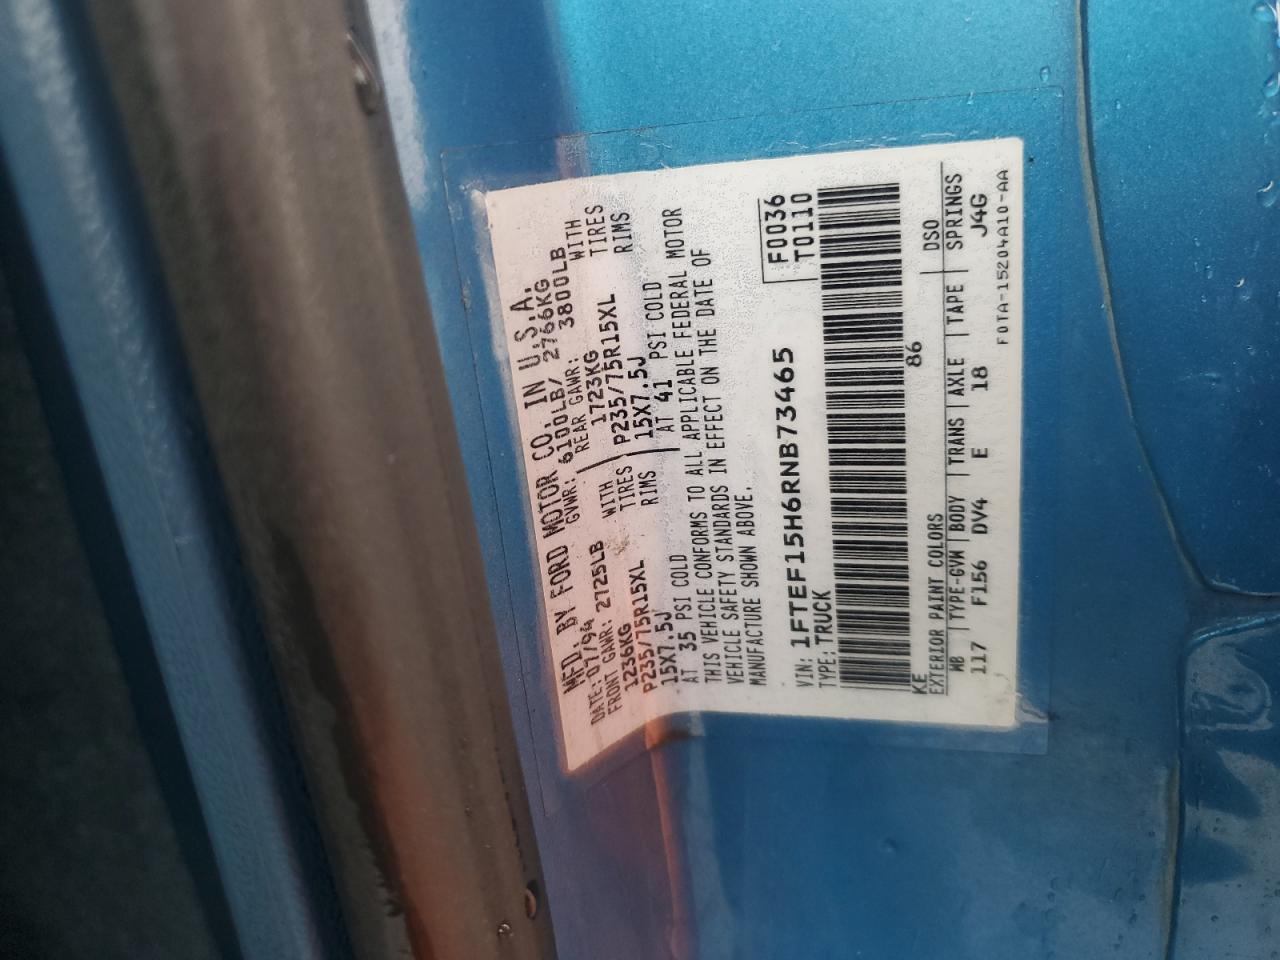 MFD. BY FORD MOTOR CO. IN U.S.A.
DATE: 07/94 GVWR: 6100LB/ 2766KG
FRONT GAWR: 2725LB REAR GAWR: 3800LB
1236KG WITH 1723KG WITH
P235/75R15XL TIRES P235/75R15XL TIRES
15X7.5J RIMS 15X7.5J RIMS
AT 35 PSI COLD AT 41 PSI COLD
THIS VEHICLE CONFORMS TO ALL APPLICABLE FEDERAL MOTOR
VEHICLE SAFETY STANDARDS IN EFFECT ON THE DATE OF
MANUFACTURE SHOWN ABOVE.
VIN: 1FTEF15H6RNB73465 F0036
TYPE: TRUCK T0110
KE 86
EXTERIOR PAINT COLORS DSO
WB TYPE-GVW BODY TRANS AXLE TAPE SPRINGS
117 F156 DV4 E 18 J4G
F0TA-15204A10-AA